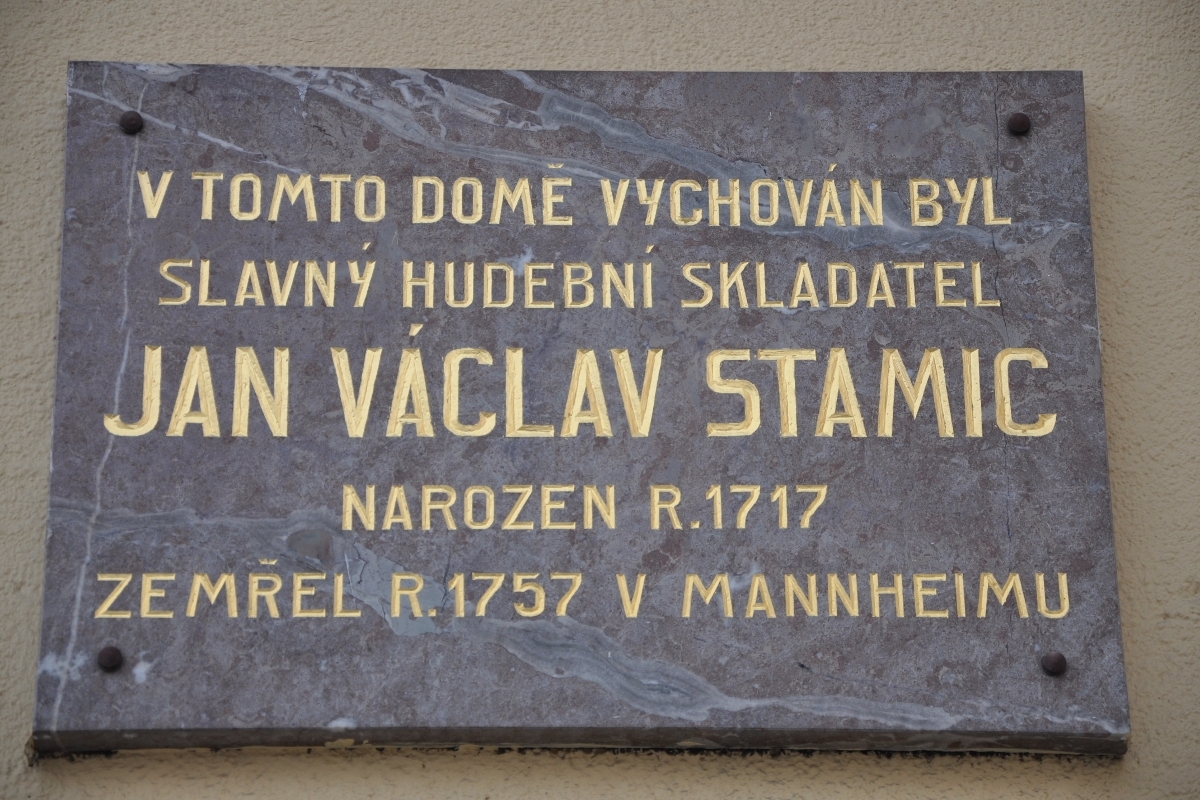 V TOMTO DOMĚ VYCHOVÁN BYL
SLAVNÝ HUDEBNÍ SKLADATEL
JAN VÁCLAV STAMIC
NAROZEN R.1717
ZEMŘEL R.1757 V MANNHEIMU